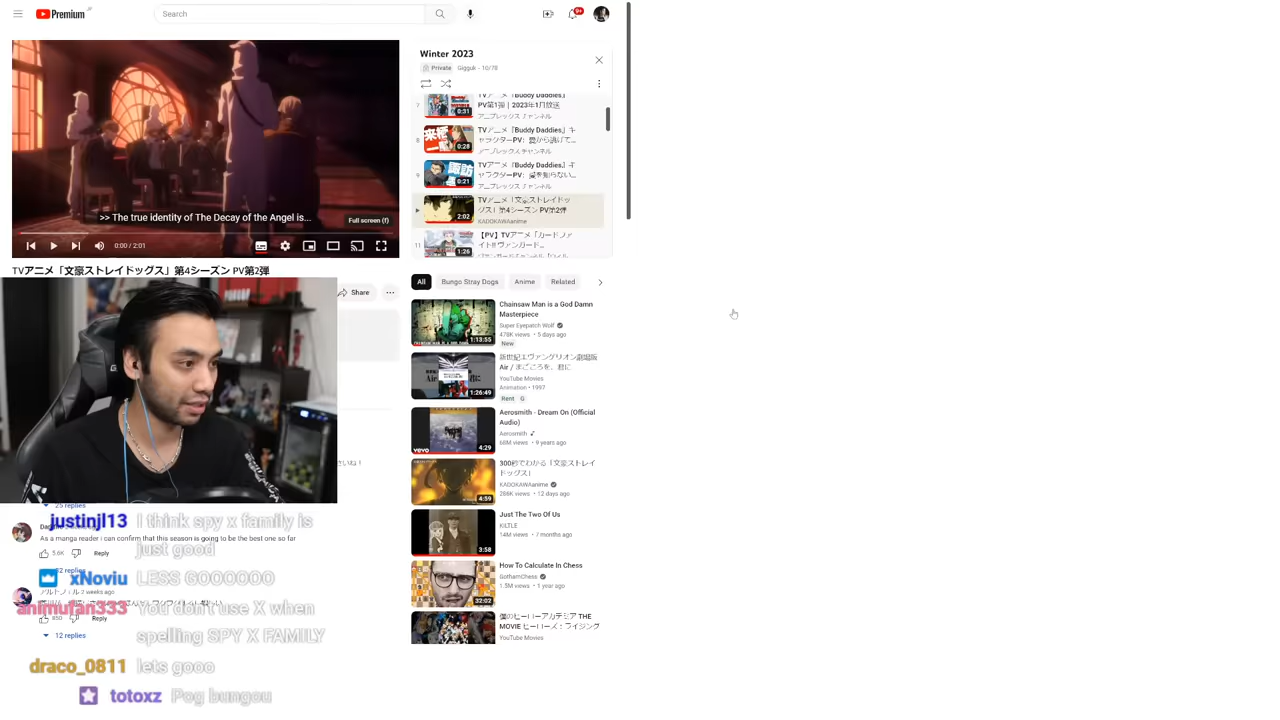 Premium
JP
Search
9+
>> The true identity of The Decay of the Angel is...
Full screen (f)
0:00 / 2:01
TVアニメ「文豪ストレイドッグス」第4シーズン PV第2弾
Share
Winter 2023
Private
Gigguk - 10/78
7
TVアニメ『Buddy Daddies』
PV第1弾｜2023年1月放送
アニプレックス チャンネル
0:31
8
TVアニメ『Buddy Daddies』キ
ャラクターPV：
アニプレックス チャンネル
0:28
9
TVアニメ『Buddy Daddies』キ
ャラクターPV：
アニプレックス チャンネル
0:21
TVアニメ「文豪ストレイドッ
グス」第4シーズン PV第2弾
KADOKAWAanime
2:02
11
【PV】TVアニメ「カードファ
イト!! ヴァンガード...
1:26
All
Bungo Stray Dogs
Anime
Related
Chainsaw Man is a God Damn
Masterpiece
Super Eyepatch Wolf
478K views • 5 days ago
New
1:13:55
新世紀エヴァンゲリオン劇場版
Air / まごころを、君に
YouTube Movies
Animation • 1997
Rent G
1:26:49
Aerosmith - Dream On (Official
Audio)
Aerosmith
68M views • 9 years ago
vevo
4:29
300秒でわかる「文豪ストレイ
ドッグス」
KADOKAWAanime
286K views • 12 days ago
4:59
Just The Two Of Us
KILTLE
14M views • 7 months ago
3:58
How To Calculate In Chess
GothamChess
1.5M views • 1 year ago
32:02
僕のヒーローアカデミア THE
MOVIE ヒーローズ：ライジング
YouTube Movies
さいね！
25 replies
As a manga reader i can confirm that this season is going to be the best one so far
5.6K
Reply
2 weeks ago
850
Reply
12 replies
justinjl13 I think spy x family is
just good
xNoviu LESS GOOOOOO
animufan333 You don't use X when
spelling SPY X FAMILY
draco_0811 lets gooo
totoxz Pog bungou